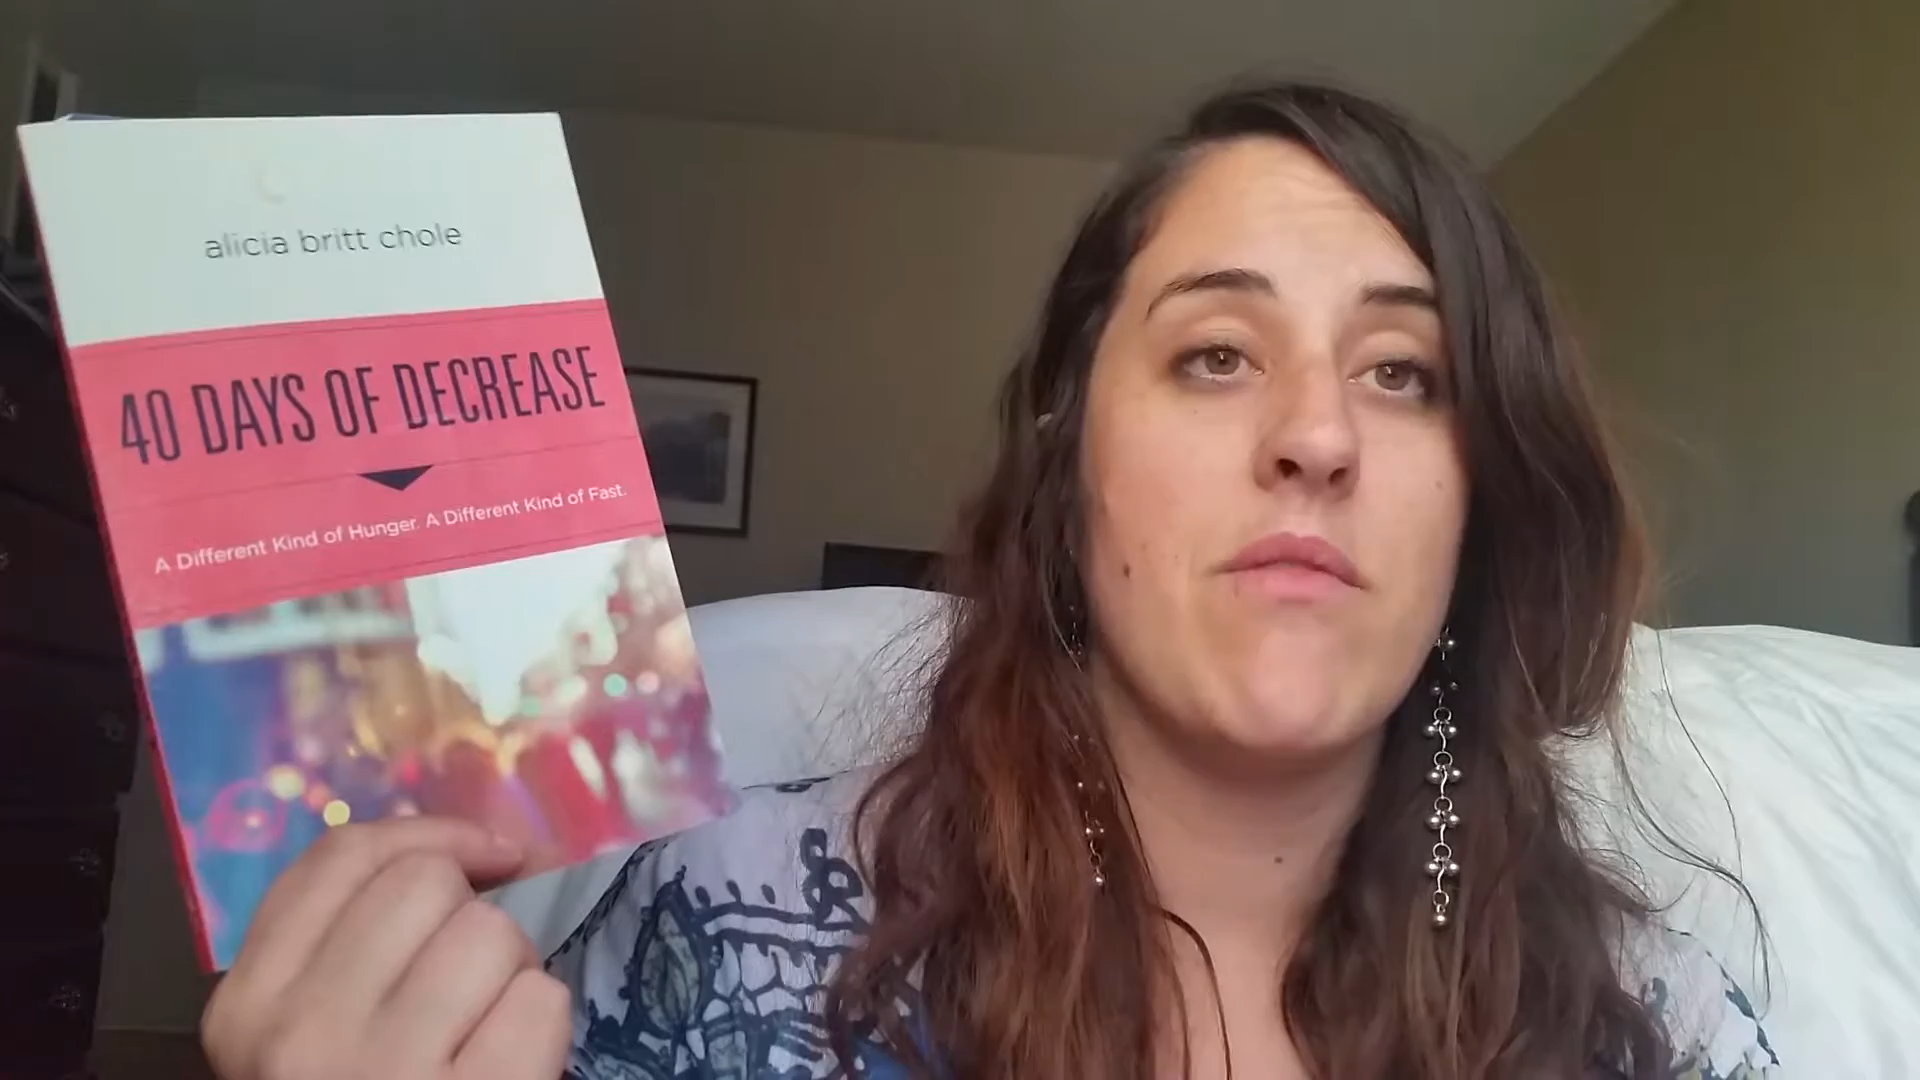 alicia britt chole
40 DAYS OF DECREASE
A Different Kind of Hunger. A Different Kind of Fast.